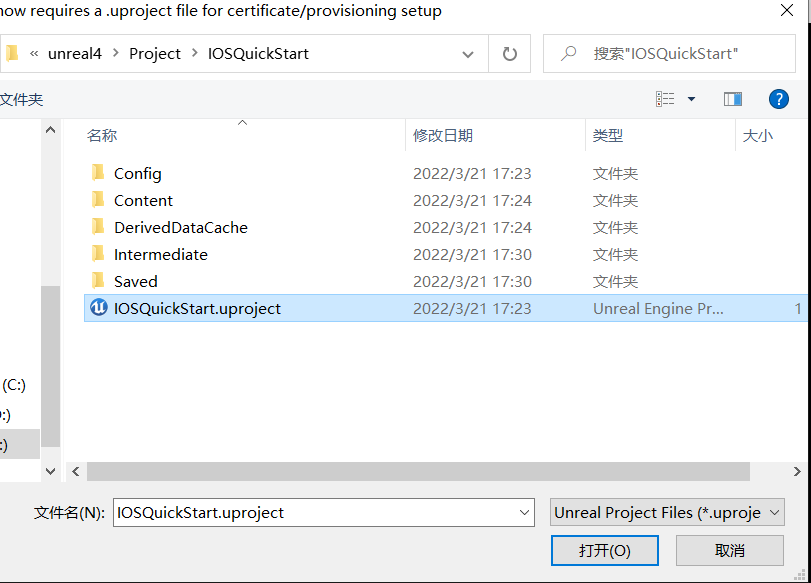 now requires a .uproject file for certificate/provisioning setup
« unreal4 > Project > IOSQuickStart
搜索"IOSQuickStart"
文件夹
名称 修改日期 类型 大小
Config 2022/3/21 17:23 文件夹
Content 2022/3/21 17:24 文件夹
DerivedDataCache 2022/3/21 17:24 文件夹
Intermediate 2022/3/21 17:30 文件夹
Saved 2022/3/21 17:30 文件夹
IOSQuickStart.uproject 2022/3/21 17:23 Unreal Engine Pr... 1
(C:)
:)
:)
文件名(N): IOSQuickStart.uproject Unreal Project Files (*.uproje
打开(O) 取消